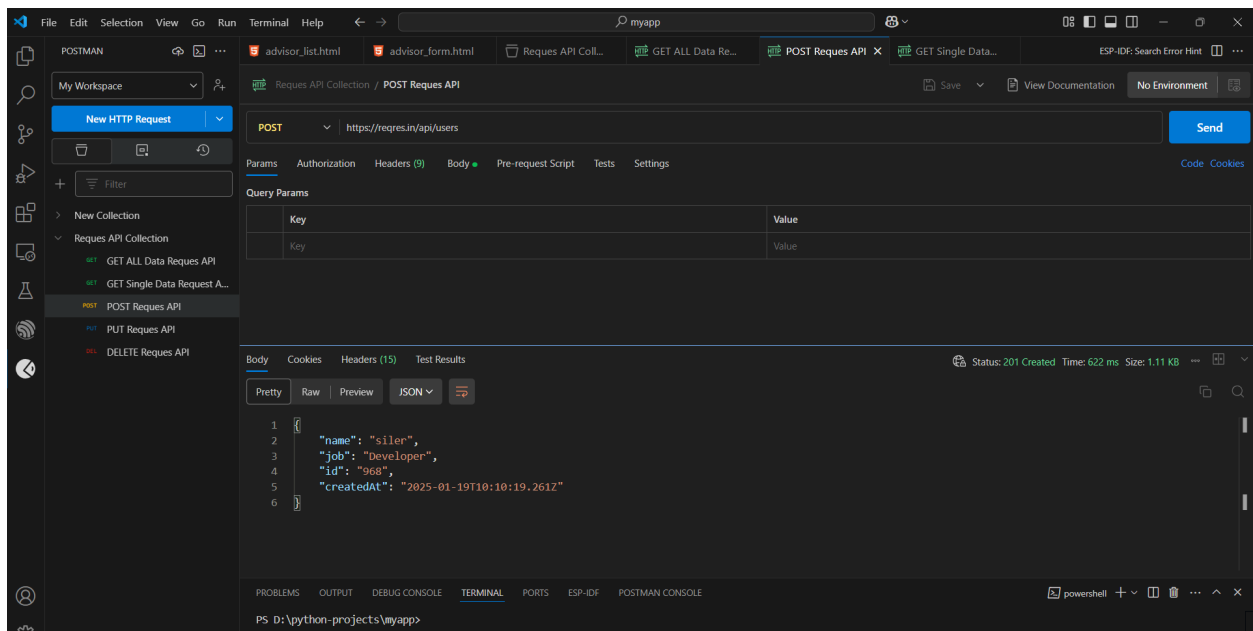 File Edit Selection View Go Run Terminal Help myapp
POSTMAN
advisor_list.html advisor_form.html Reques API Coll... GET ALL Data Re... POST Reques API GET Single Data... ESP-IDF: Search Error Hint
My Workspace
Reques API Collection / POST Reques API Save View Documentation No Environment
New HTTP Request
POST https://reqres.in/api/users Send
Params Authorization Headers (9) Body Pre-request Script Tests Settings Code Cookies
Filter
Query Params
New Collection
Key Value
Reques API Collection
Key Value
GET GET ALL Data Reques API
GET GET Single Data Request A...
POST POST Reques API
PUT PUT Reques API
DEL DELETE Reques API
Body Cookies Headers (15) Test Results Status: 201 Created Time: 622 ms Size: 1.11 KB
Pretty Raw Preview JSON
1 {
2 "name": "siler",
3 "job": "Developer",
4 "id": "968",
5 "createdAt": "2025-01-19T10:10:19.261Z"
6 }
PROBLEMS OUTPUT DEBUG CONSOLE TERMINAL PORTS ESP-IDF POSTMAN CONSOLE powershell
PS D:\python-projects\myapp>